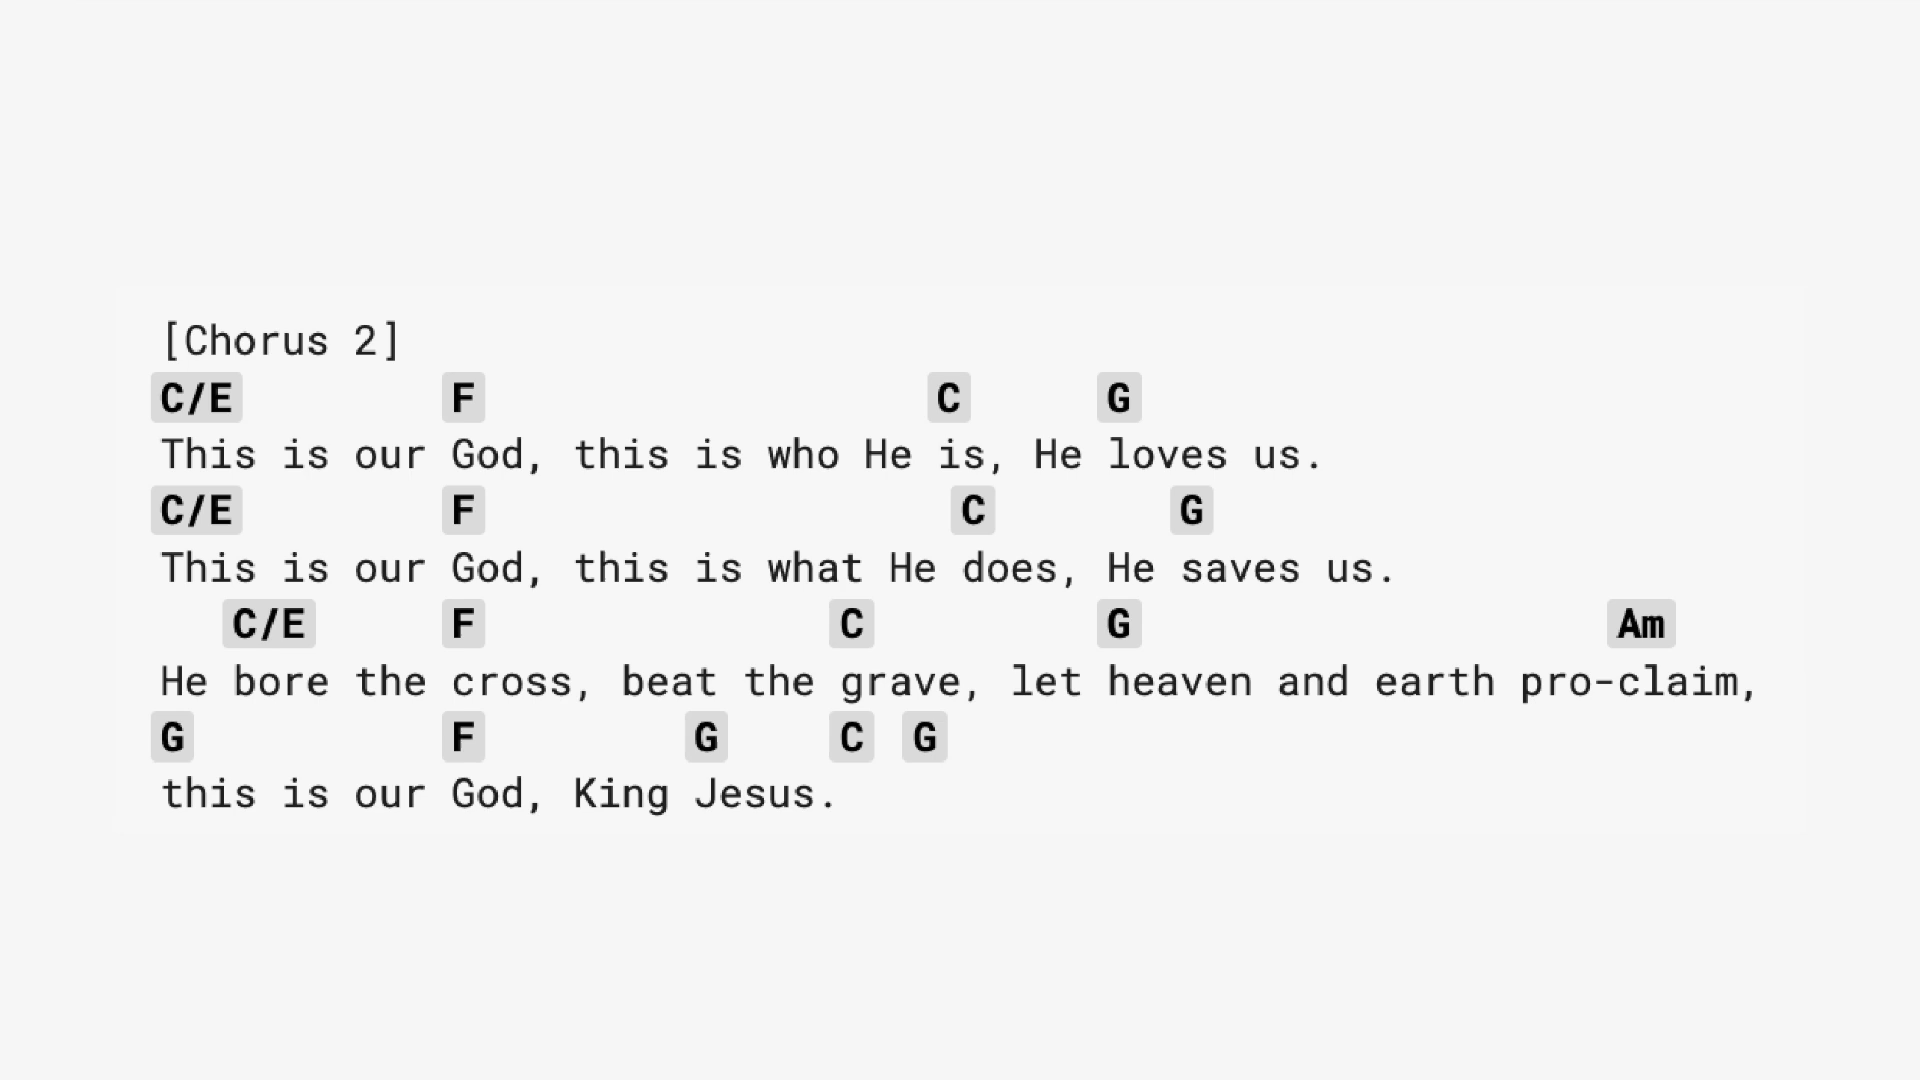 [Chorus 2]
C/E F C G
This is our God, this is who He is, He loves us.
C/E F C G
This is our God, this is what He does, He saves us.
C/E F C G Am
He bore the cross, beat the grave, let heaven and earth pro-claim,
G F G C G
this is our God, King Jesus.